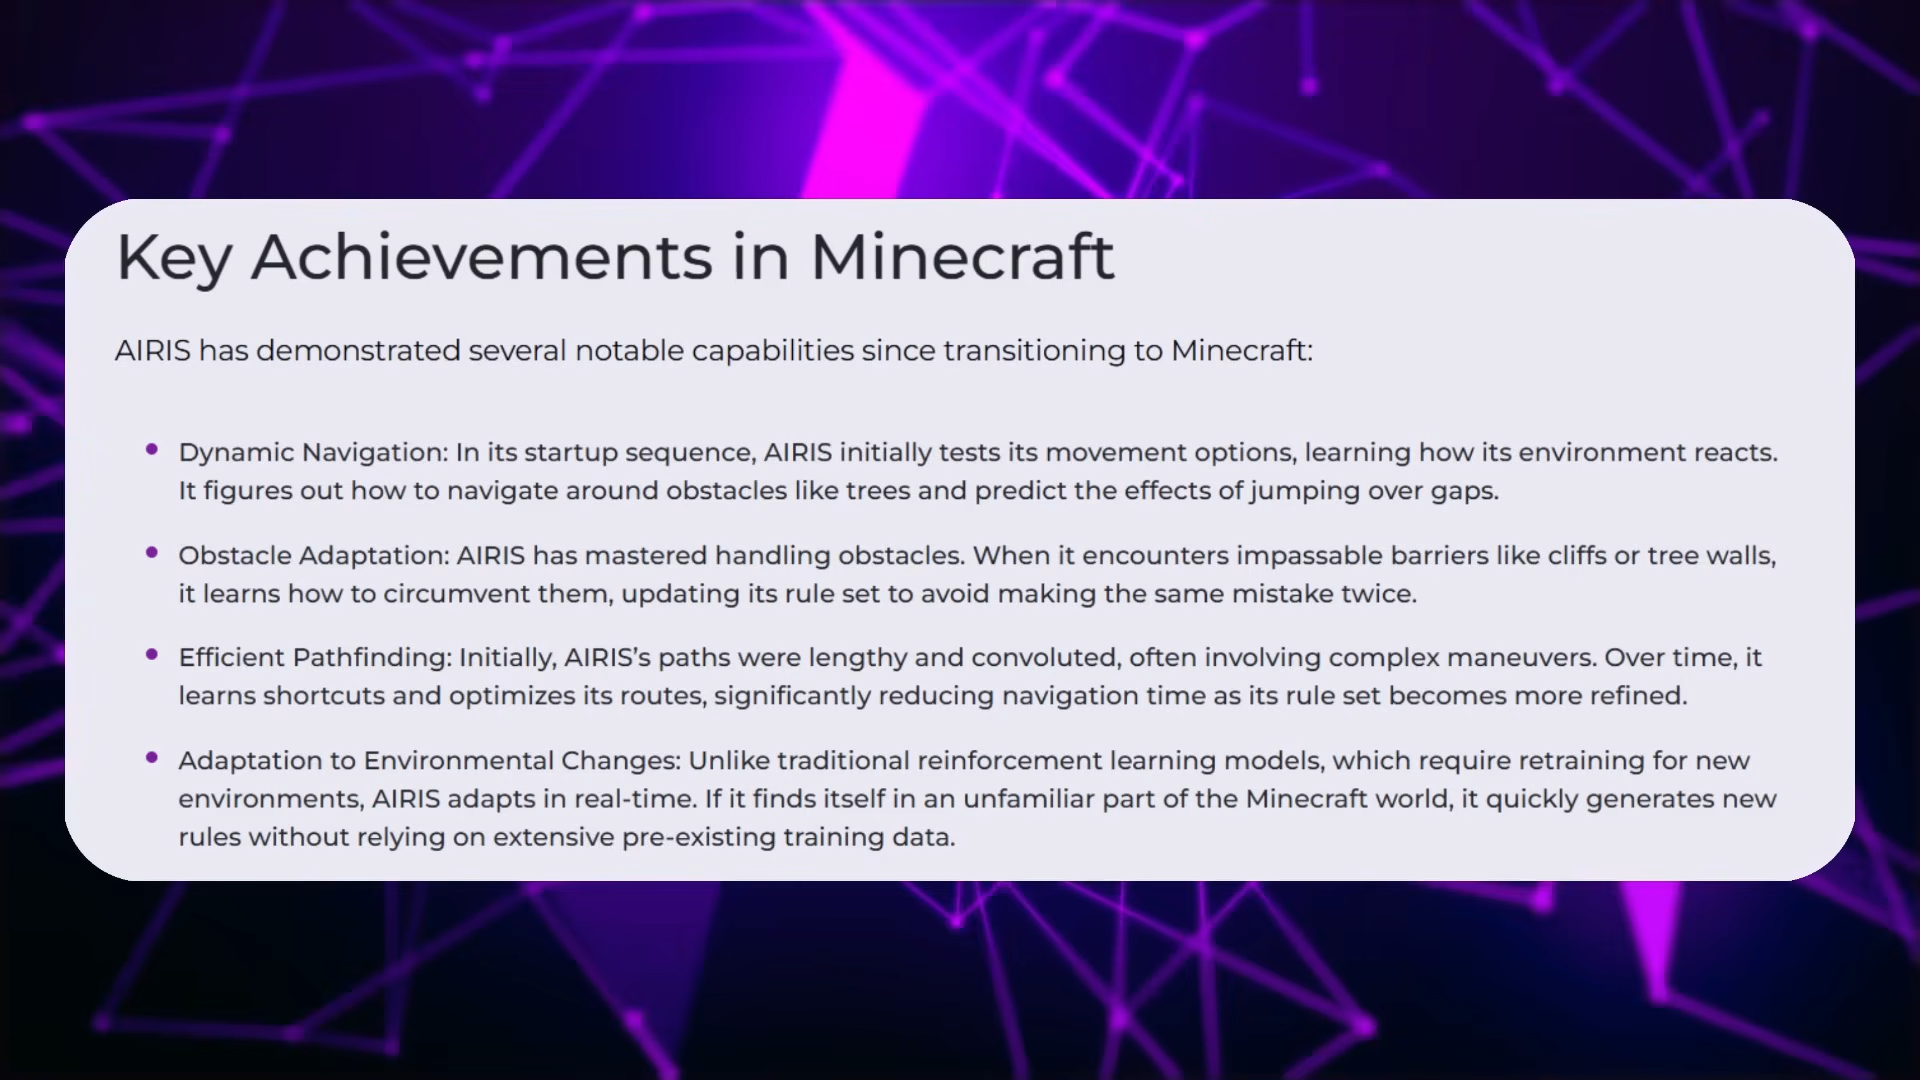 Key Achievements in Minecraft
AIRIS has demonstrated several notable capabilities since transitioning to Minecraft:
• Dynamic Navigation: In its startup sequence, AIRIS initially tests its movement options, learning how its environment reacts.
It figures out how to navigate around obstacles like trees and predict the effects of jumping over gaps.
• Obstacle Adaptation: AIRIS has mastered handling obstacles. When it encounters impassable barriers like cliffs or tree walls,
it learns how to circumvent them, updating its rule set to avoid making the same mistake twice.
• Efficient Pathfinding: Initially, AIRIS’s paths were lengthy and convoluted, often involving complex maneuvers. Over time, it
learns shortcuts and optimizes its routes, significantly reducing navigation time as its rule set becomes more refined.
• Adaptation to Environmental Changes: Unlike traditional reinforcement learning models, which require retraining for new
environments, AIRIS adapts in real-time. If it finds itself in an unfamiliar part of the Minecraft world, it quickly generates new
rules without relying on extensive pre-existing training data.